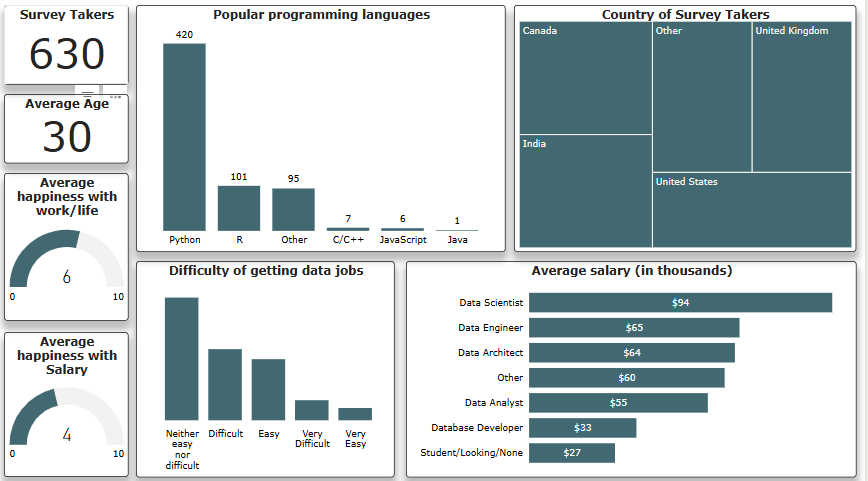 Survey Takers
630
Average Age
30
Average
happiness with
work/life
6
0
10
Average
happiness with
Salary
4
0
10
Popular programming languages
420
101
95
7
6
1
Python
R
Other
C/C++
JavaScript
Java
Country of Survey Takers
Canada
Other
United Kingdom
India
United States
Difficulty of getting data jobs
Neither
easy
nor
difficult
Difficult
Easy
Very
Difficult
Very
Easy
Average salary (in thousands)
Data Scientist $94
Data Engineer $65
Data Architect $64
Other $60
Data Analyst $55
Database Developer $33
Student/Looking/None $27